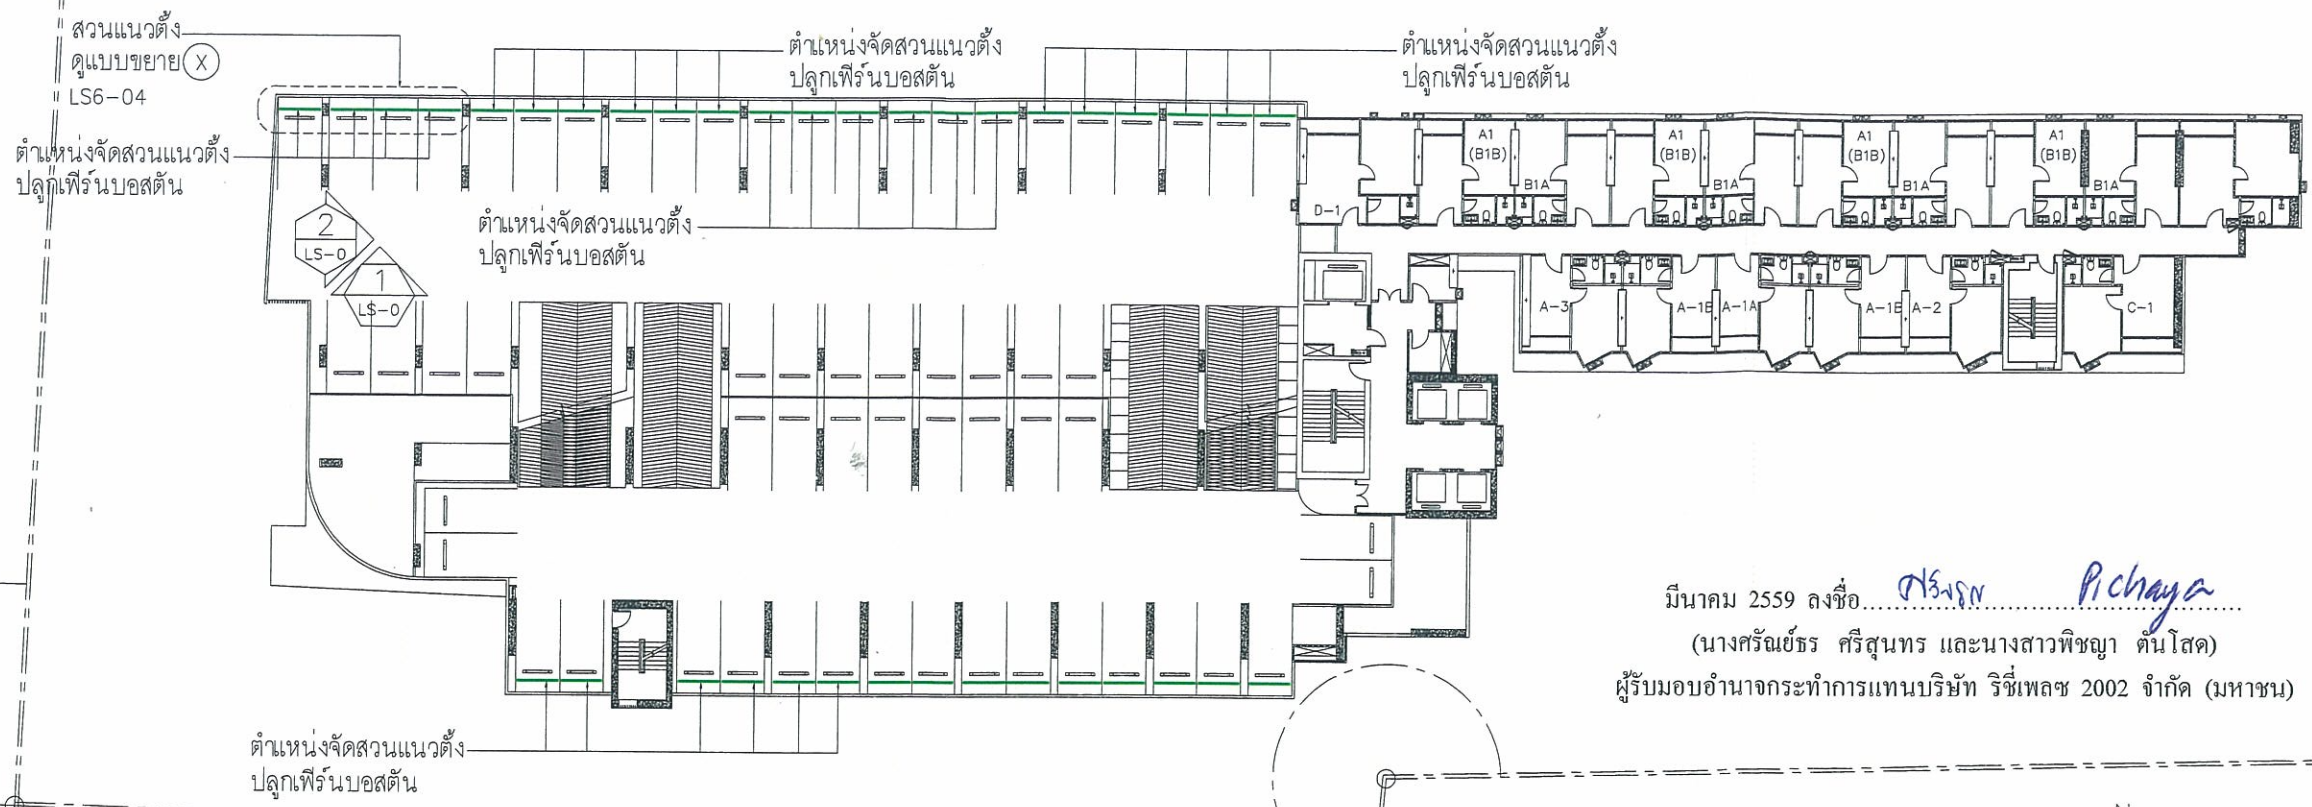 สวนแนวตั้ง
ดูแบบขยาย X
LS6-04
ตำแหน่งจัดสวนแนวตั้ง
ปลูกเฟิร์นบอสตัน
ตำแหน่งจัดสวนแนวตั้ง
ปลูกเฟิร์นบอสตัน
ตำแหน่งจัดสวนแนวตั้ง
ปลูกเฟิร์นบอสตัน
ตำแหน่งจัดสวนแนวตั้ง
ปลูกเฟิร์นบอสตัน
2
LS-0
1
LS-0
A1
(B1B)
B1A
A1
(B1B)
B1A
A1
(B1B)
B1A
A1
(B1B)
B1A
D-1
A-3
A-1B
A-1A
A-1B
A-2
C-1
ตำแหน่งจัดสวนแนวตั้ง
ปลูกเฟิร์นบอสตัน
มีนาคม 2559 ลงชื่อ.................Pichaya
(นางศรัณย์ธร ศรีสุนทร และนางสาวพิชญา ตันโสด)
ผู้รับมอบอำนาจกระทำการแทนบริษัท ริชี่เพลซ 2002 จำกัด (มหาชน)